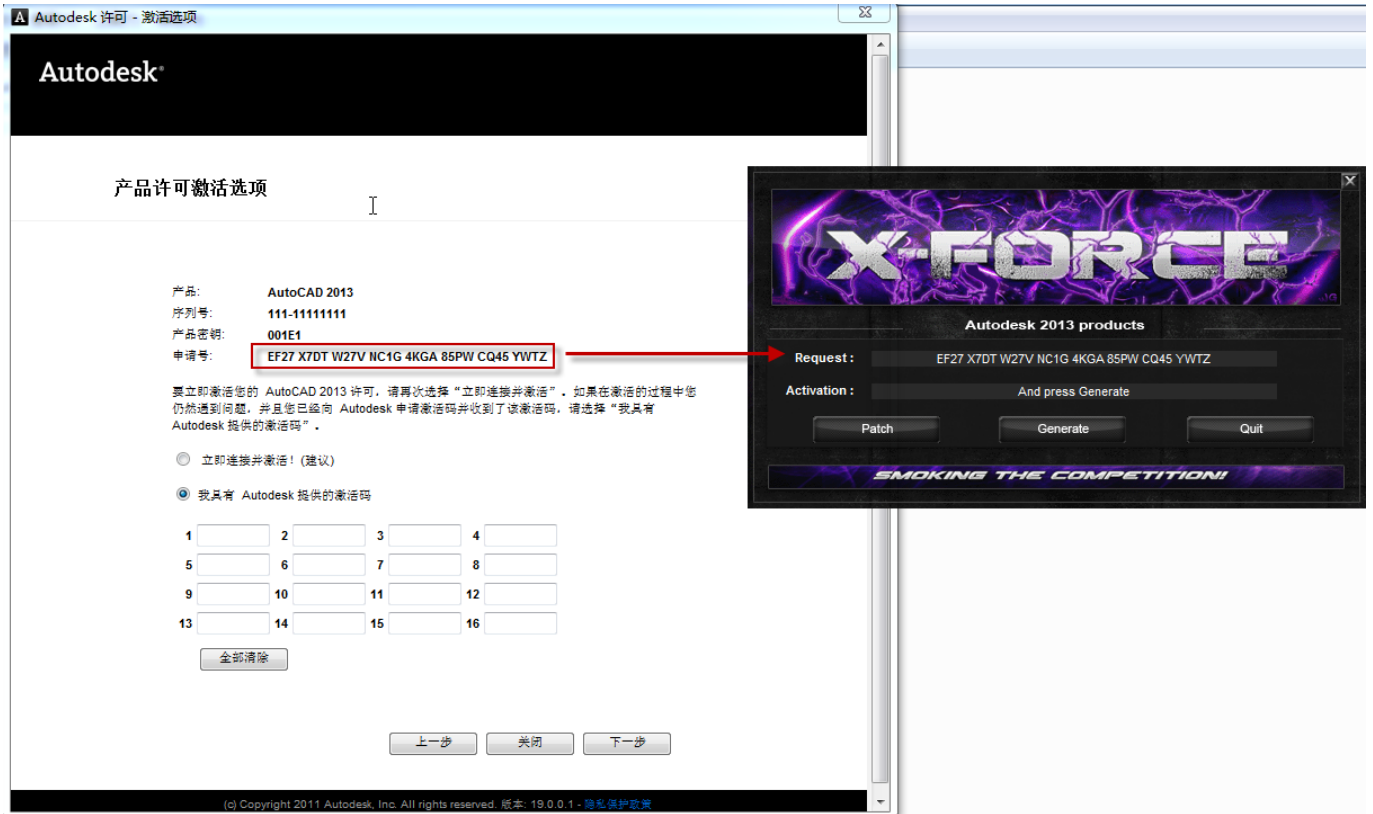 Autodesk 许可 - 激活选项
Autodesk
产品许可激活选项
产品: AutoCAD 2013
序列号: 111-11111111
产品密钥: 001E1
申请号: EF27 X7DT W27V NC1G 4KGA 85PW CQ45 YWTZ
要立即激活您的 AutoCAD 2013 许可，请再次选择“立即连接并激活”。如果在激活的过程中您
仍然遇到问题，并且您已经向 Autodesk 申请激活码并收到了该激活码，请选择“我具有
Autodesk 提供的激活码”。
立即连接并激活! (建议)
我具有 Autodesk 提供的激活码
1 2 3 4
5 6 7 8
9 10 11 12
13 14 15 16
全部清除
上一步 关闭 下一步
(c) Copyright 2011 Autodesk, Inc. All rights reserved. 版本: 19.0.0.1 - 隐私保护政策
X-FORCE
Autodesk 2013 products
Request : EF27 X7DT W27V NC1G 4KGA 85PW CQ45 YWTZ
Activation : And press Generate
Patch Generate Quit
SMOKING THE COMPETITION!